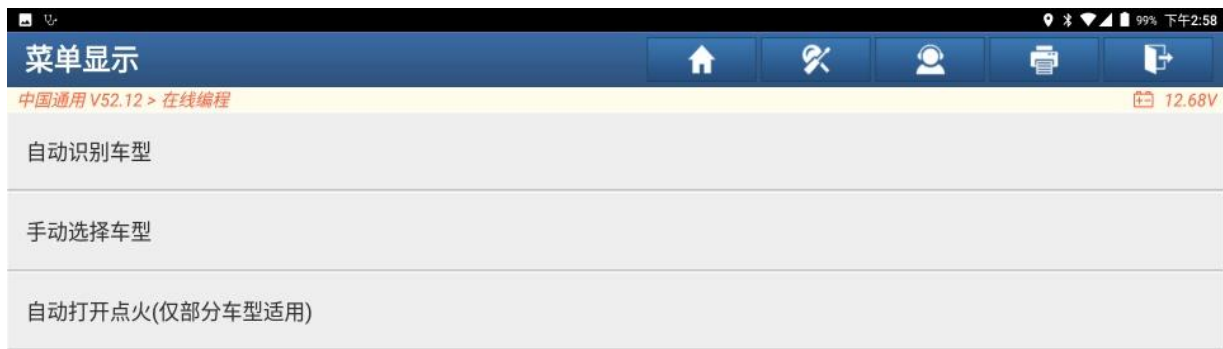 99% 下午2:58
菜单显示
中国通用 V52.12 > 在线编程 12.68V
自动识别车型
手动选择车型
自动打开点火(仅部分车型适用)